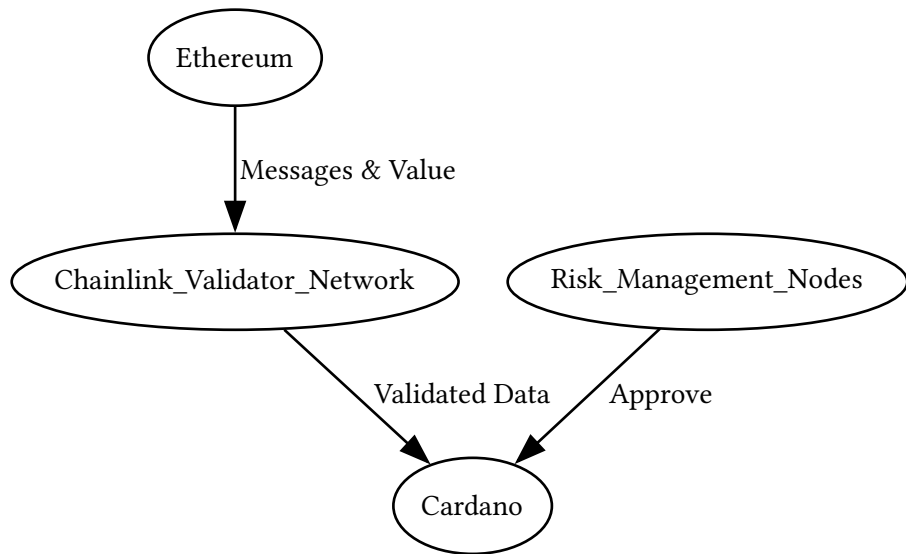 Ethereum
Messages & Value
Chainlink_Validator_Network
Risk_Management_Nodes
Validated Data
Approve
Cardano